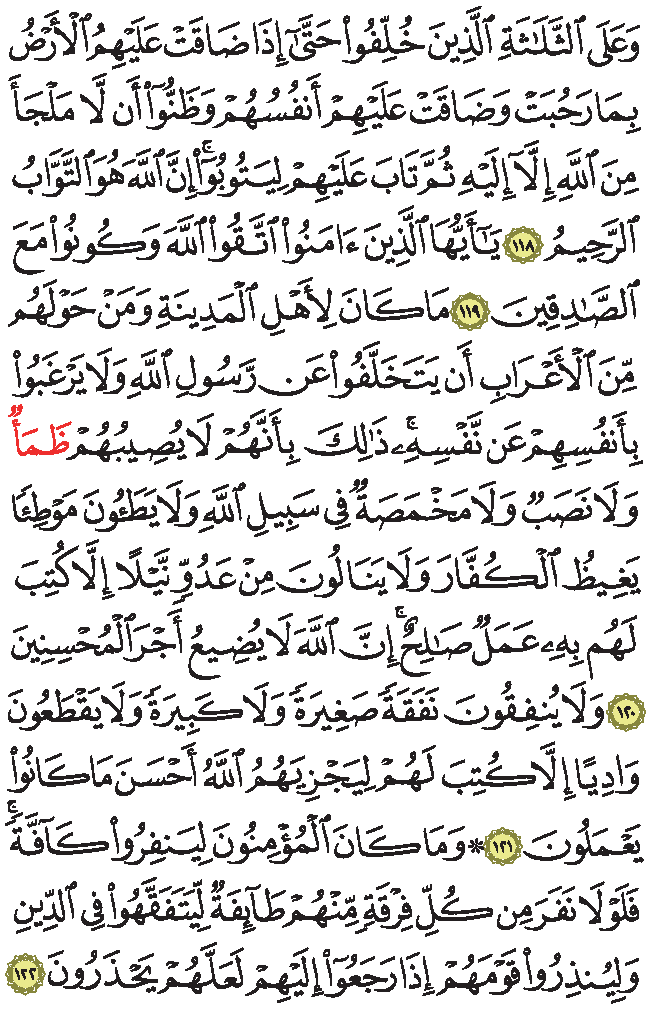 وَعَلَى ٱلثَّلَٰثَةِ ٱلَّذِينَ خُلِّفُوا۟ حَتَّىٰٓ إِذَا ضَاقَتْ عَلَيْهِمُ ٱلْأَرْضُ
بِمَا رَحُبَتْ وَضَاقَتْ عَلَيْهِمْ أَنفُسُهُمْ وَظَنُّوٓا۟ أَن لَّا مَلْجَأَ
مِنَ ٱللَّهِ إِلَّآ إِلَيْهِ ثُمَّ تَابَ عَلَيْهِمْ لِيَتُوبُوٓا۟ ۚ إِنَّ ٱللَّهَ هُوَ ٱلتَّوَّابُ
ٱلرَّحِيمُ ١١٨ يَٰٓأَيُّهَا ٱلَّذِينَ ءَامَنُوا۟ ٱتَّقُوا۟ ٱللَّهَ وَكُونُوا۟ مَعَ
ٱلصَّٰدِقِينَ ١١٩ مَا كَانَ لِأَهْلِ ٱلْمَدِينَةِ وَمَنْ حَوْلَهُم
مِّنَ ٱلْأَعْرَابِ أَن يَتَخَلَّفُوا۟ عَن رَّسُولِ ٱللَّهِ وَلَا يَرْغَبُوا۟
بِأَنفُسِهِمْ عَن نَّفْسِهِۦ ۚ ذَٰلِكَ بِأَنَّهُمْ لَا يُصِيبُهُمْ ظَمَأٌ
وَلَا نَصَبٌ وَلَا مَخْمَصَةٌ فِى سَبِيلِ ٱللَّهِ وَلَا يَطَـُٔونَ مَوْطِئًا
يَغِيظُ ٱلْكُفَّارَ وَلَا يَنَالُونَ مِنْ عَدُوٍّ نَّيْلًا إِلَّا كُتِبَ
لَهُم بِهِۦ عَمَلٌ صَٰلِحٌ ۚ إِنَّ ٱللَّهَ لَا يُضِيعُ أَجْرَ ٱلْمُحْسِنِينَ
١٢٠ وَلَا يُنفِقُونَ نَفَقَةً صَغِيرَةً وَلَا كَبِيرَةً وَلَا يَقْطَعُونَ
وَادِيًا إِلَّا كُتِبَ لَهُمْ لِيَجْزِيَهُمُ ٱللَّهُ أَحْسَنَ مَا كَانُوا۟
يَعْمَلُونَ ١٢١ * وَمَا كَانَ ٱلْمُؤْمِنُونَ لِيَنفِرُوا۟ كَآفَّةً ۚ
فَلَوْلَا نَفَرَ مِن كُلِّ فِرْقَةٍ مِّنْهُمْ طَآئِفَةٌ لِّيَتَفَقَّهُوا۟ فِى ٱلدِّينِ
وَلِيُنذِرُوا۟ قَوْمَهُمْ إِذَا رَجَعُوٓا۟ إِلَيْهِمْ لَعَلَّهُمْ يَحْذَرُونَ ١٢٢